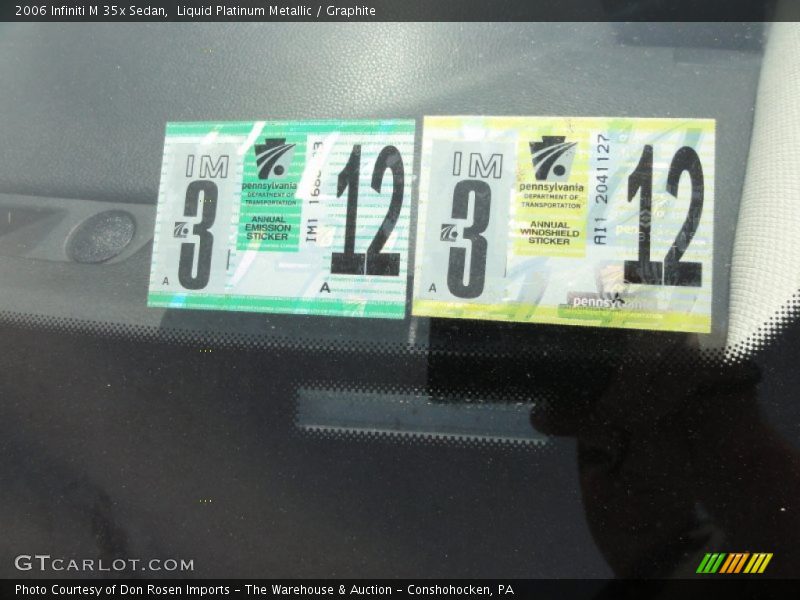 2006 Infiniti M 35x Sedan,  Liquid Platinum Metallic / Graphite
IM
3
A
pennsylvania
DEPARTMENT OF
TRANSPORTATION
ANNUAL
EMISSION
STICKER
IM1
12
A
IM
3
A
pennsylvania
DEPARTMENT OF
TRANSPORTATION
ANNUAL
WINDSHIELD
STICKER
AI1 2041127
12
pennsylvania
GTCARLOT.COM
Photo Courtesy of Don Rosen Imports - The Warehouse & Auction - Conshohocken, PA